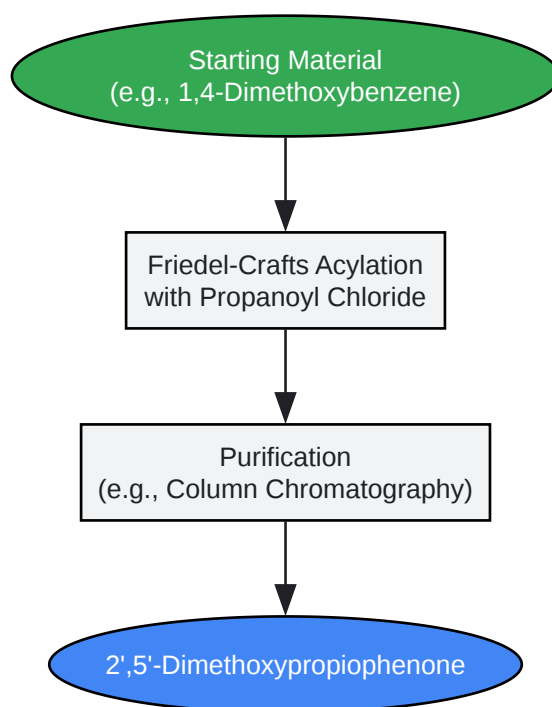 Starting Material
(e.g., 1,4-Dimethoxybenzene)
Friedel-Crafts Acylation
with Propanoyl Chloride
Purification
(e.g., Column Chromatography)
2',5'-Dimethoxypropiophenone